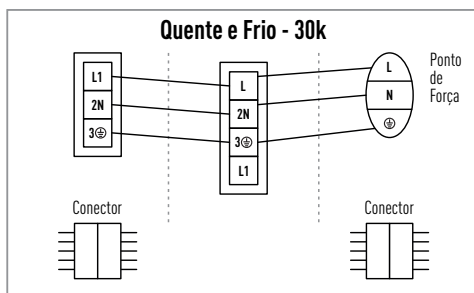 Quente e Frio - 30k
L1
2N
3⏚
L
2N
3⏚
L1
L
N
⏚
Ponto
de
Força
Conector
Conector